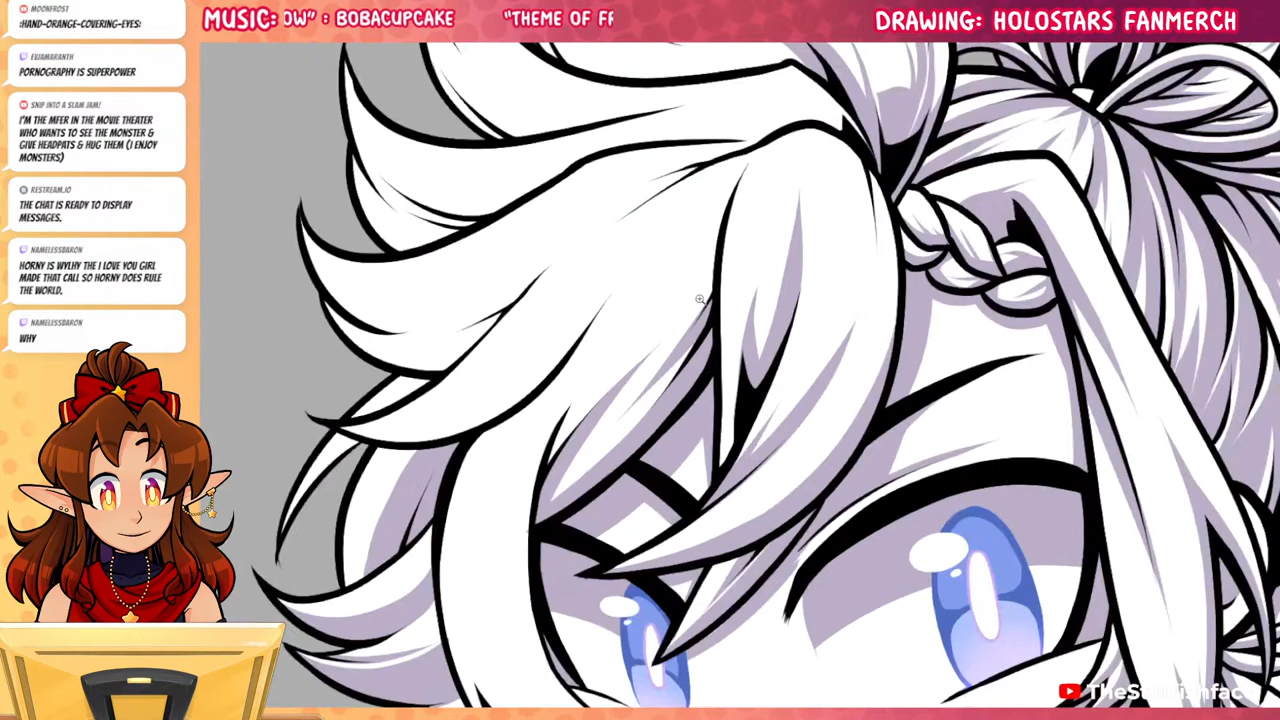 MUSIC: OW" : BOBACUPCAKE "THEME OF FF
DRAWING: HOLOSTARS FANMERCH
MOONFROST
:HAND-ORANGE-COVERING-EYES:
EVJAMARANTH
PORNOGRAPHY IS SUPERPOWER
SNIP INTO A SLAM JAM!
I'M THE MFER IN THE MOVIE THEATER
WHO WANTS TO SEE THE MONSTER &
GIVE HEADPATS & HUG THEM (I ENJOY
MONSTERS)
RESTREAM.IO
THE CHAT IS READY TO DISPLAY
MESSAGES.
NAMELESSBARON
HORNY IS WYLHY THE I LOVE YOU GIRL
MADE THAT CALL SO HORNY DOES RULE
THE WORLD.
NAMELESSBARON
WHY